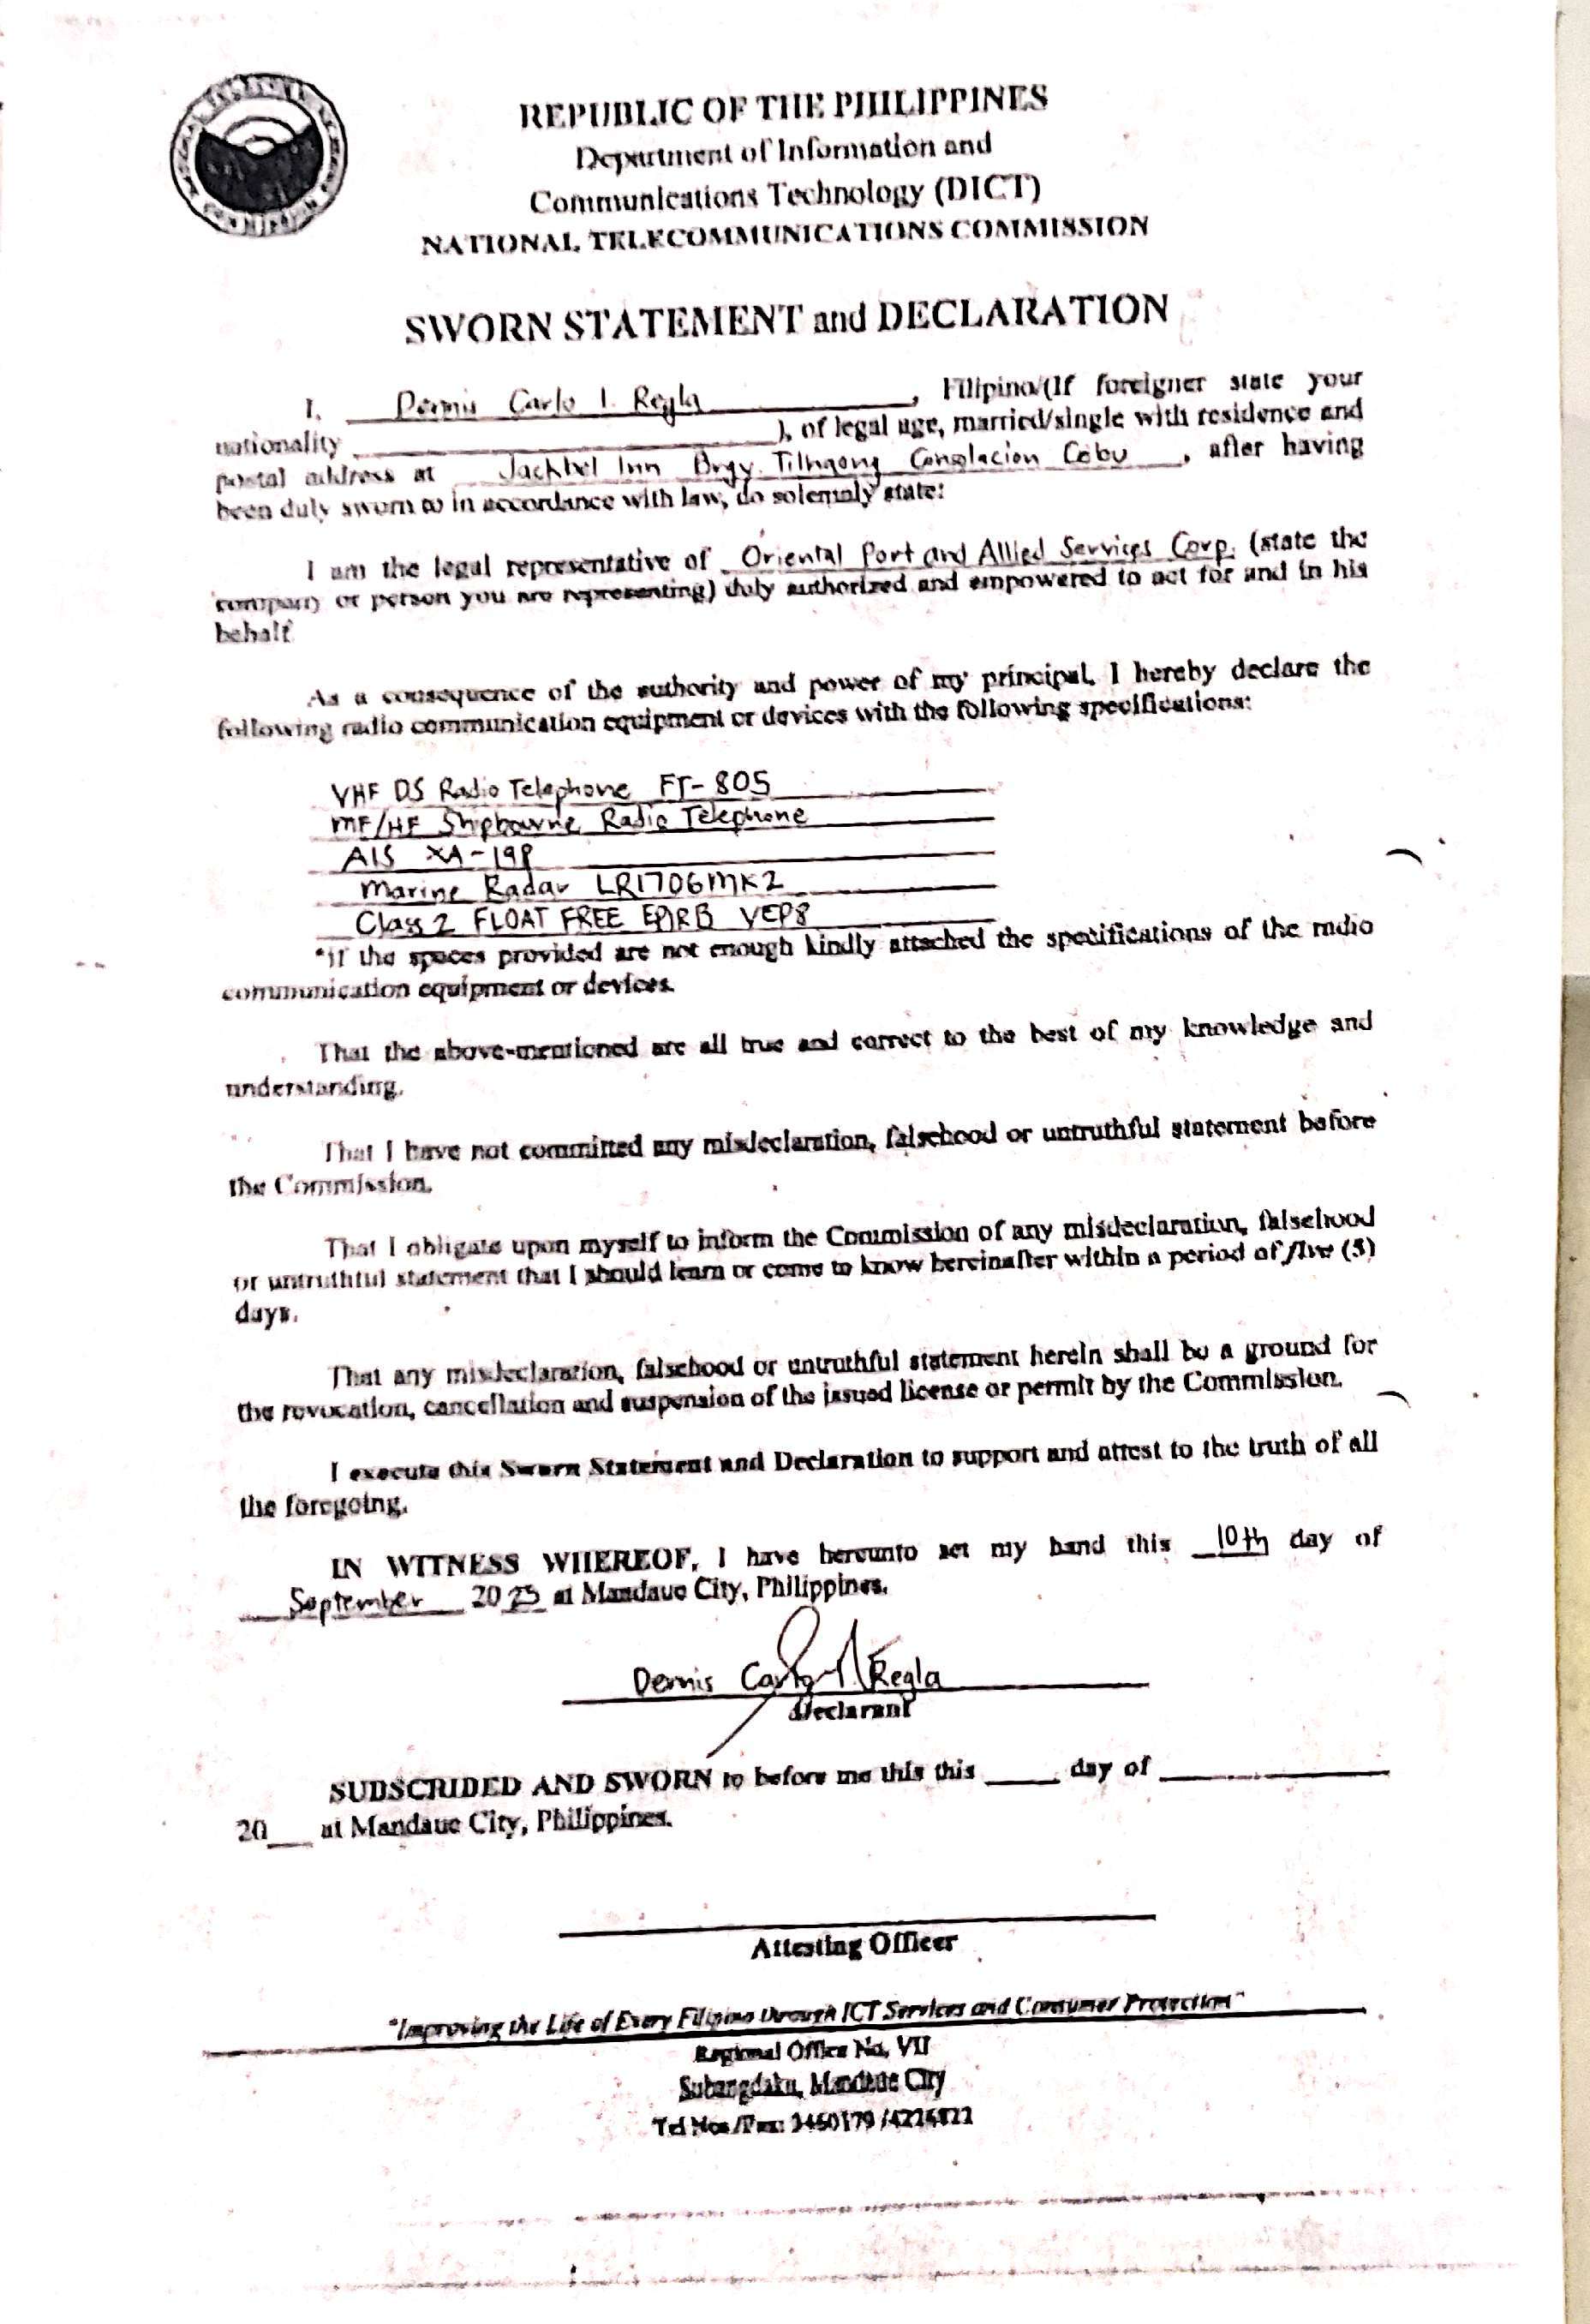 REPUBLIC OF THE PHILIPPINES
Department of Information and
Communications Technology (DICT)
NATIONAL TELECOMMUNICATIONS COMMISSION
SWORN STATEMENT and DECLARATION
I, Dernis Carlo I. Regla, Filipino/(If foreigner state your
nationality ), of legal age, married/single with residence and
postal address at Jachbel Inn Brgy. Cansolacion Cebu, after having
been duly sworn to in accordance with law, do solemnly state:
I am the legal representative of Oriental Port and Allied Services Corp. (state the
company or person you are representing) duly authorized and empowered to act for and in his
behalf
As a consequence of the authority and power of my principal, I hereby declare the
following radio communication equipment or devices with the following specifications:
VHF DS Radio Telephone FT-805
MF/HF Shipbourne Radio Telephone
AIS XA-198
Marine Radar LR1706MK2
Class 2 FLOAT FREE EPIRB VEP8
*if the spaces provided are not enough kindly attached the specifications of the radio
communication equipment or devices.
That the above-mentioned are all true and correct to the best of my knowledge and
understanding.
That I have not committed any misdeclaration, falsehood or untruthful statement before
the Commission.
That I obligate upon myself to inform the Commission of any misdeclaration, falsehood
or untruthful statement that I should learn or come to know hereinafter within a period of five (5)
days.
That any misdeclaration, falsehood or untruthful statement herein shall be a ground for
the revocation, cancellation and suspension of the issued license or permit by the Commission.
I execute this Sworn Statement and Declaration to support and attest to the truth of all
the foregoing.
IN WITNESS WHEREOF, I have hereunto set my hand this 10th day of
September 2023 at Mandaue City, Philippines.
Dernis Carlo I. Regla
declarant
SUBSCRIBED AND SWORN to before me this this ____ day of ____
20___ at Mandaue City, Philippines.
Attesting Officer
"Improving the Life of Every Filipino through ICT Services and Consumer Protection"
Regional Office No. VII
Subangdaku, Mandaue City
Tel Nos/Fax: 3460179